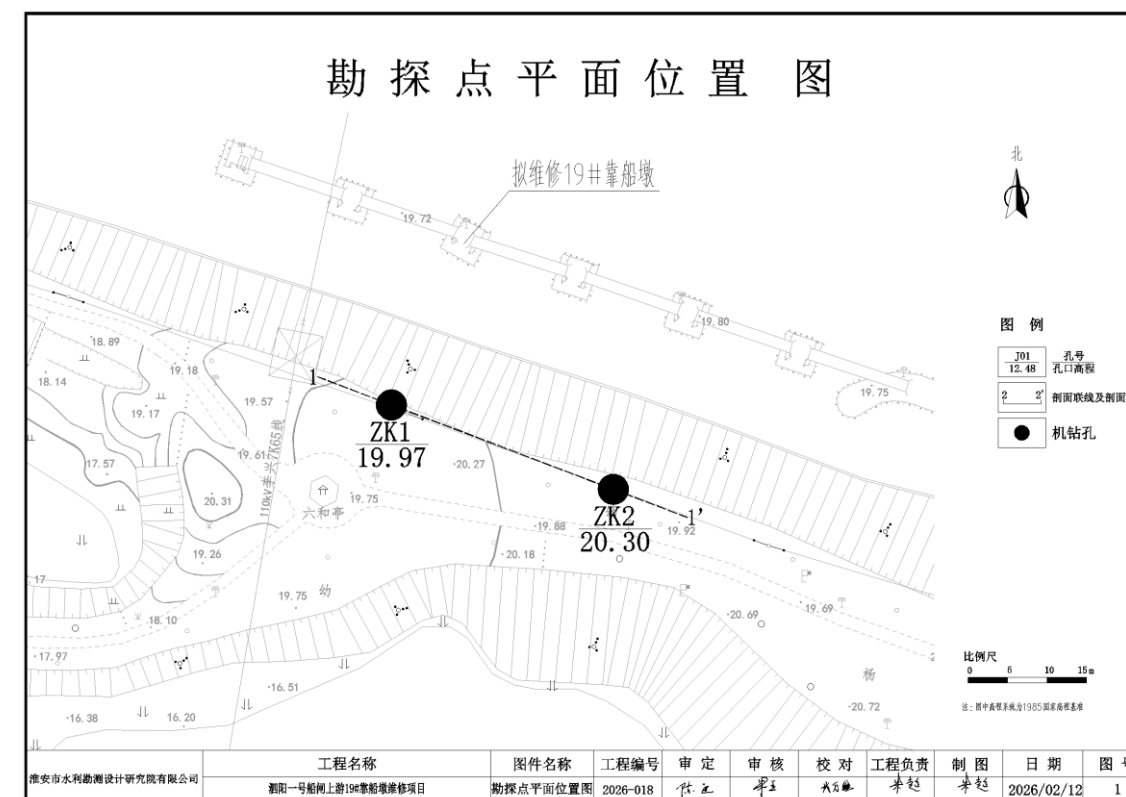 勘探点平面位置 图
拟维修19#靠船墩
北
19.72
19.80
19.75
18.89
18.14
19.18
19.17
19.57
17.57
19.61
20.31
110kv李兴7K65线
1
ZK1
19.97
20.27
19.75
六和亭
ZK2
20.30
1'
19.92
19.88
20.18
19.26
19.75
幼
18.10
17.97
16.51
16.38
16.20
20.69
19.69
杨
20.72
.17
图 例
J01
12.48
孔号
孔口高程
2 2'
剖面联线及剖面
机钻孔
比例尺
0 5 10 15m
注:图中高程系统为1985国家高程基准
淮安市水利勘测设计研究院有限公司
工程名称
泗阳一号船闸上游19#靠船墩维修项目
图件名称
勘探点平面位置图
工程编号
2026-018
审 定
审 核
校 对
工程负责
制 图
日 期
2026/02/12
图 号
1